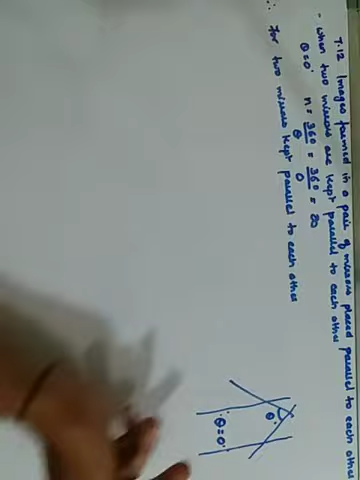 7.12 Images formed in a pair of mirrors placed parallel to each other
- when two mirrors are kept parallel to each other
θ=0° n = 360/θ = 360/0 = ∞
∴ For two mirrors kept parallel to each other
θ
θ=0°